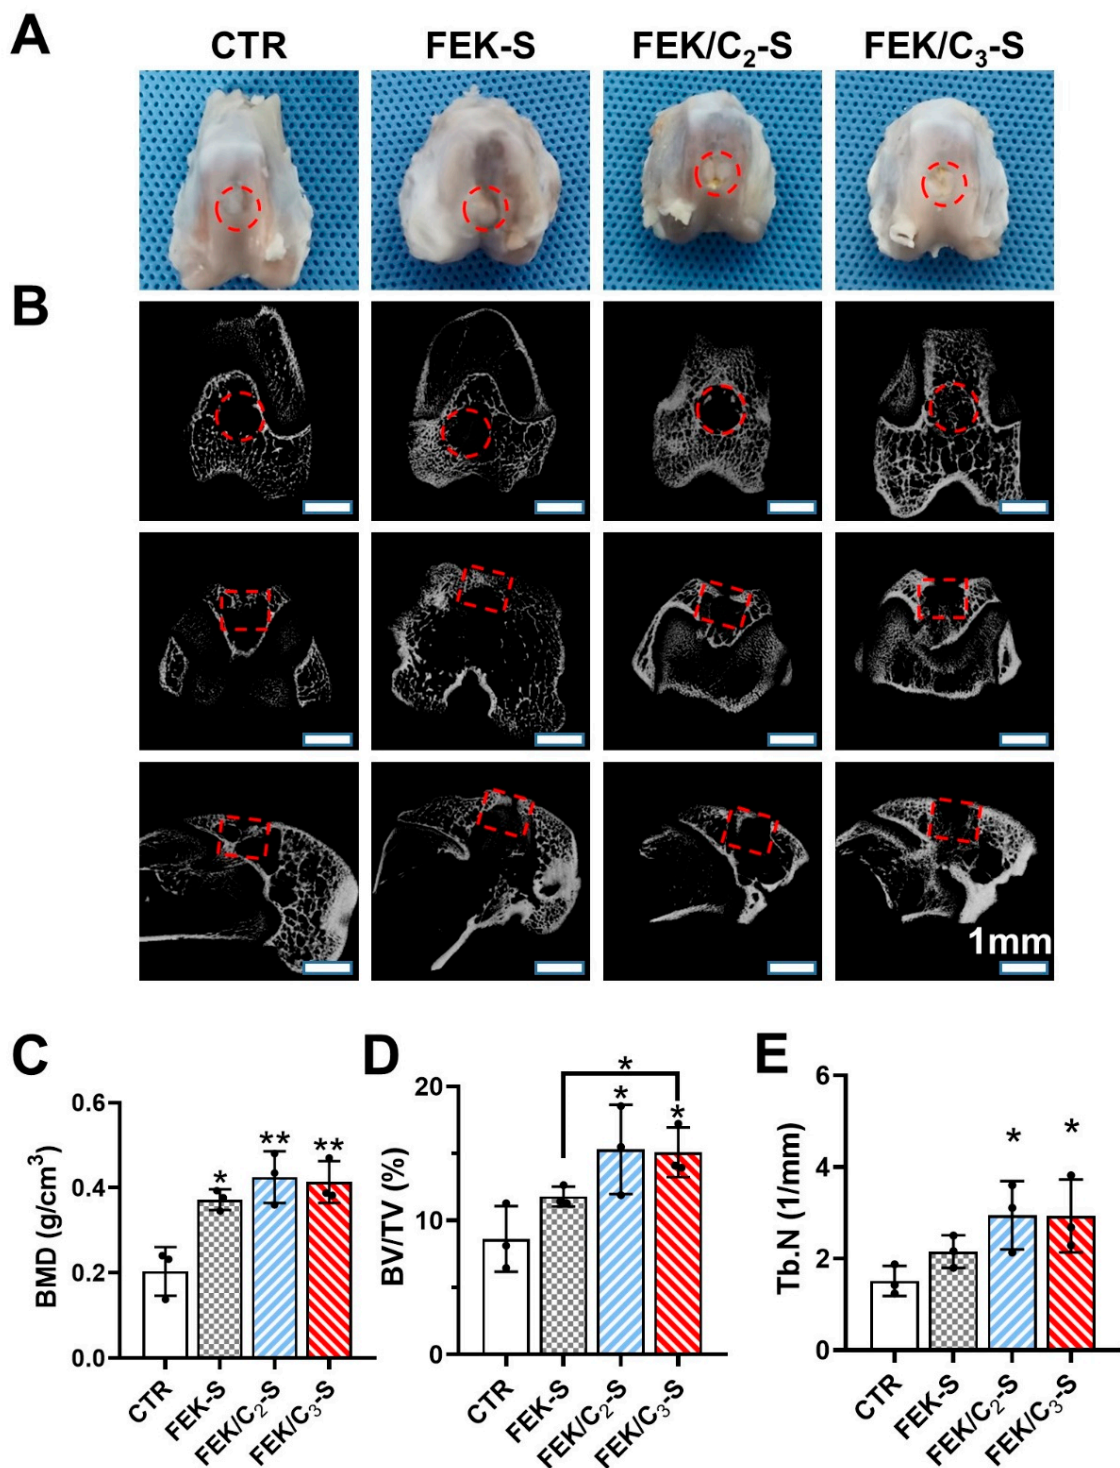 A
CTR FEK-S FEK/C₂-S FEK/C₃-S
B
1mm
C
BMD (g/cm³)
0.6
0.4
0.2
0.0
* ** **
CTR FEK-S FEK/C₂-S FEK/C₃-S
D
BV/TV (%)
20
10
0
*
* *
CTR FEK-S FEK/C₂-S FEK/C₃-S
E
Tb.N (1/mm)
6
4
2
0
* *
CTR FEK-S FEK/C₂-S FEK/C₃-S